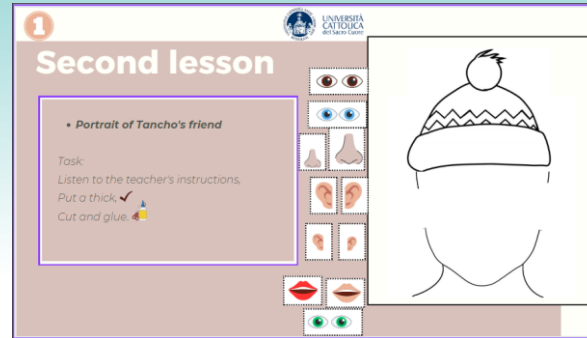 1
UNIVERSITÀ
CATTOLICA
del Sacro Cuore
Second lesson
• Portrait of Tancho's friend
Task:
Listen to the teacher's instructions,
Put a thick,
Cut and glue.